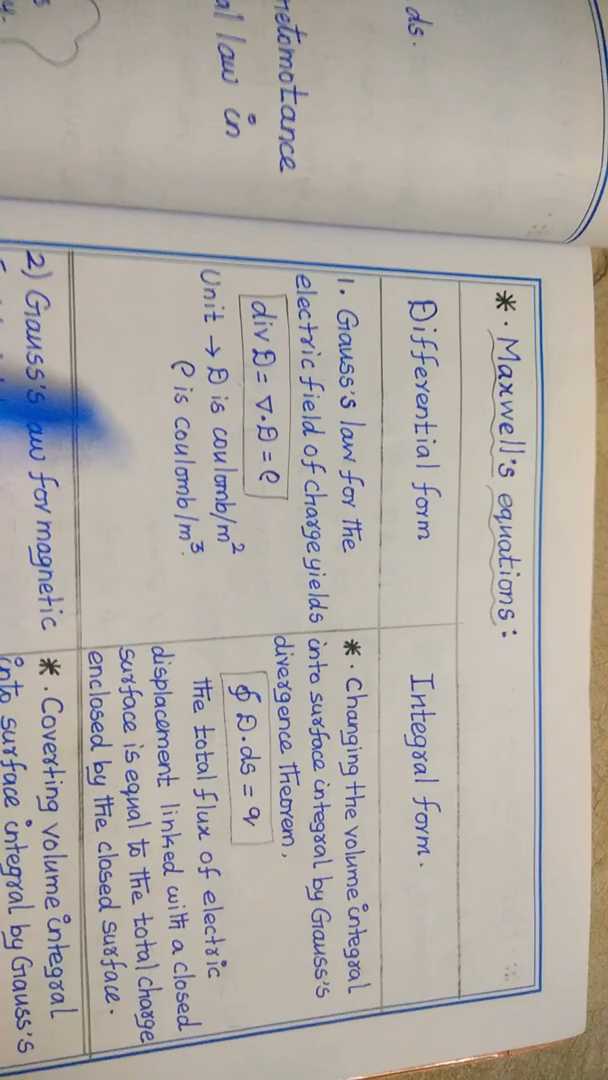 ds.
netomotance
al law in
*. Maxwell's equations:
Differential form
Integral form.
1. Gauss's law for the
electric field of charge yields
div D = ∇.D = ρ
Unit → D is coulomb/m²
ρ is coulomb/m³.
*. Changing the volume integral
into surface integral by Gauss's
divergence theorem,
∮ D.ds = q
the total flux of electric
displacement linked with a closed
surface is equal to the total charge
enclosed by the closed surface.
2) Gauss's aw for magnetic
*. Coverting volume integral
into surface integral by Gauss's